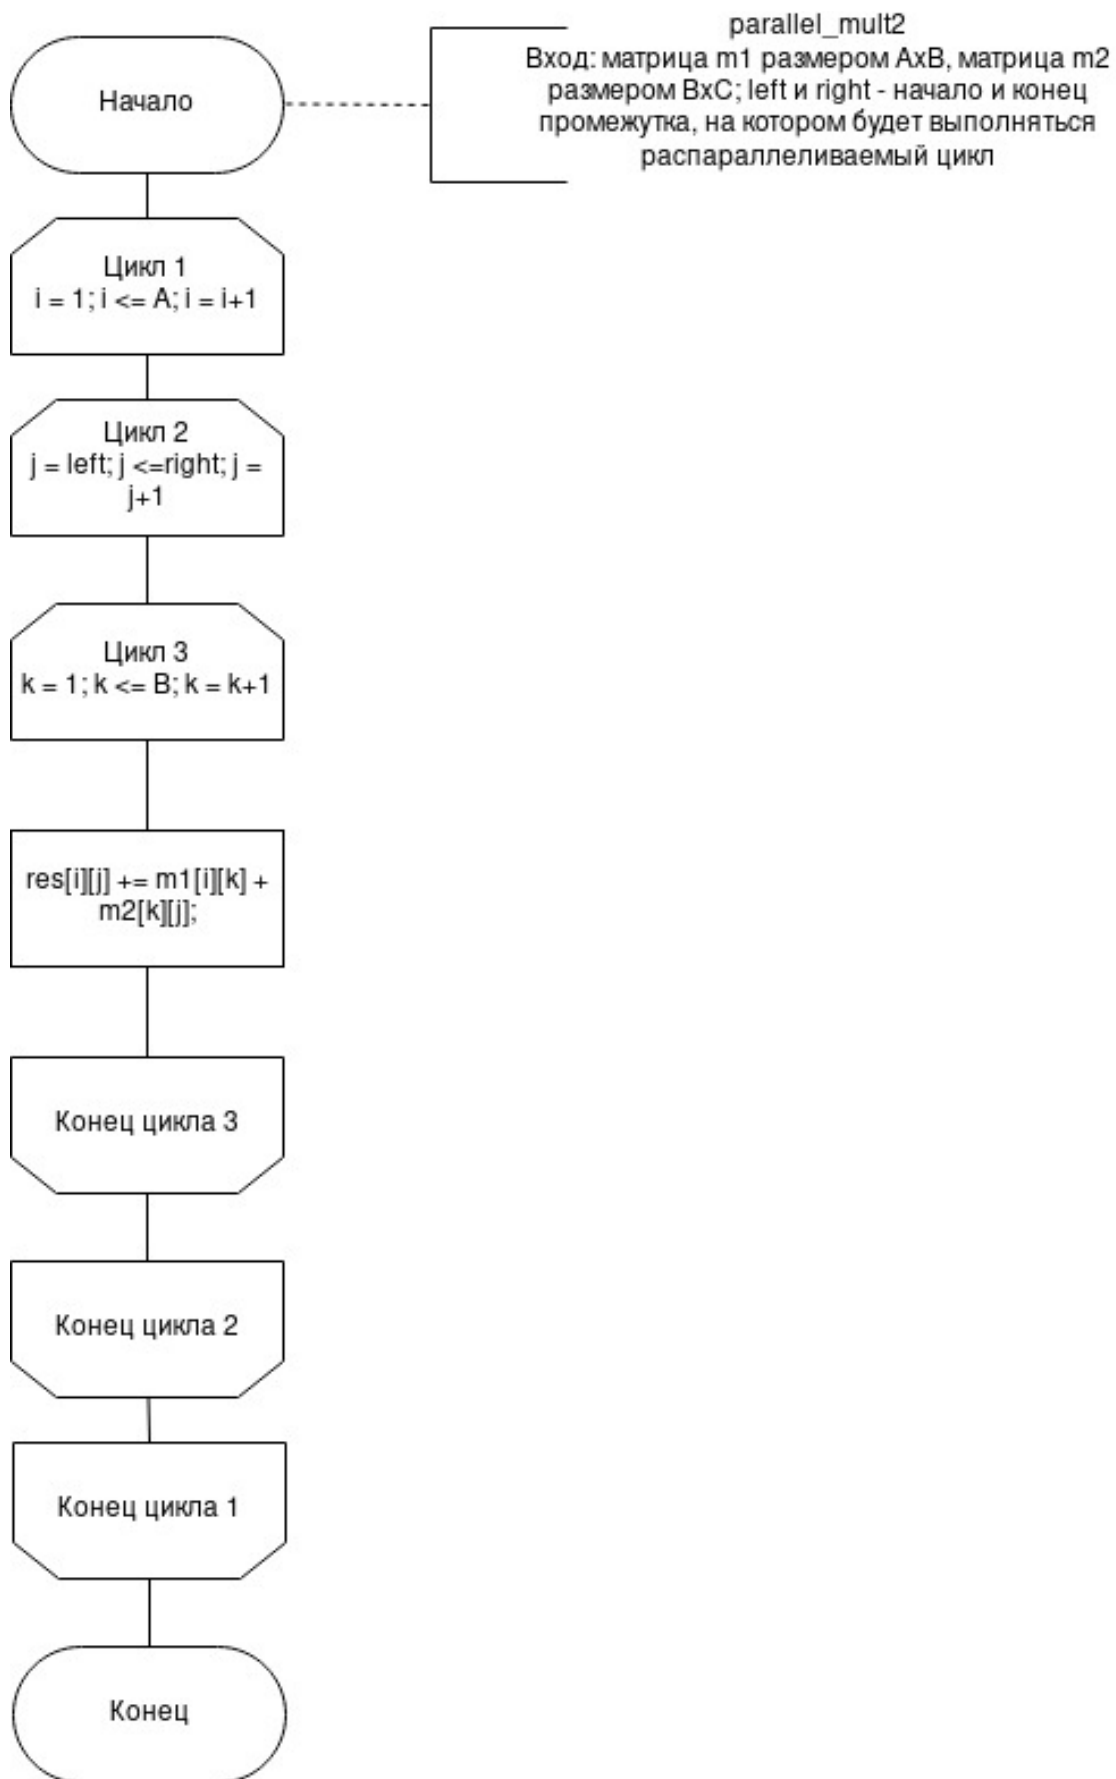 parallel_mult2
Вход: матрица m1 размером AxB, матрица m2
размером BxC; left и right - начало и конец
промежутка, на котором будет выполняться
распараллеливаемый цикл
Начало
Цикл 1
i = 1; i <= A; i = i+1
Цикл 2
j = left; j <=right; j =
j+1
Цикл 3
k = 1; k <= B; k = k+1
res[i][j] += m1[i][k] +
m2[k][j];
Конец цикла 3
Конец цикла 2
Конец цикла 1
Конец